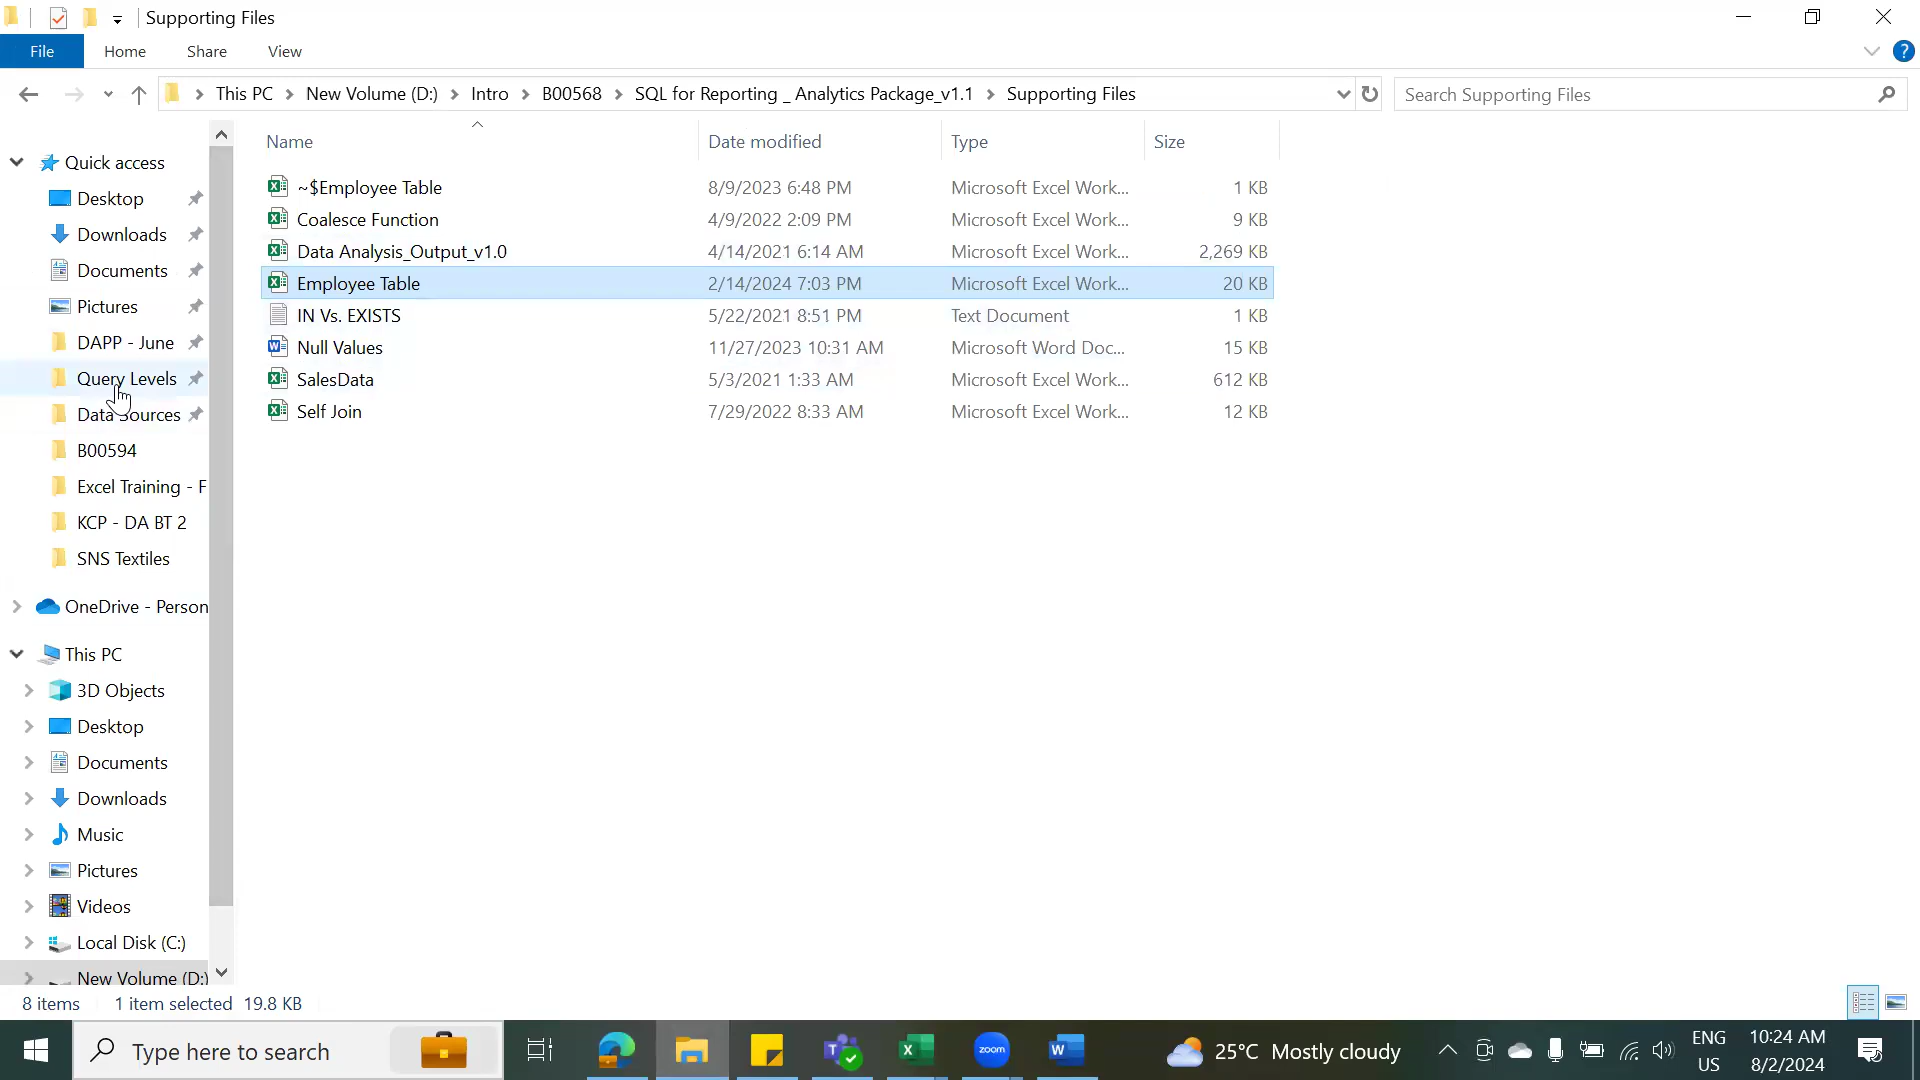 Supporting Files
File Home Share View
This PC New Volume (D:) Intro B00568 SQL for Reporting _ Analytics Package_v1.1 Supporting Files
Search Supporting Files
Name Date modified Type Size
~$Employee Table 8/9/2023 6:48 PM Microsoft Excel Work... 1 KB
Coalesce Function 4/9/2022 2:09 PM Microsoft Excel Work... 9 KB
Data Analysis_Output_v1.0 4/14/2021 6:14 AM Microsoft Excel Work... 2,269 KB
Employee Table 2/14/2024 7:03 PM Microsoft Excel Work... 20 KB
IN Vs. EXISTS 5/22/2021 8:51 PM Text Document 1 KB
Null Values 11/27/2023 10:31 AM Microsoft Word Doc... 15 KB
SalesData 5/3/2021 1:33 AM Microsoft Excel Work... 612 KB
Self Join 7/29/2022 8:33 AM Microsoft Excel Work... 12 KB
Quick access
Desktop
Downloads
Documents
Pictures
DAPP - June
Query Levels
Data Sources
B00594
Excel Training - F
KCP - DA BT 2
SNS Textiles
OneDrive - Person
This PC
3D Objects
Desktop
Documents
Downloads
Music
Pictures
Videos
Local Disk (C:)
New Volume (D:)
8 items 1 item selected 19.8 KB
Type here to search
zoom
25°C Mostly cloudy
ENG
US
10:24 AM
8/2/2024